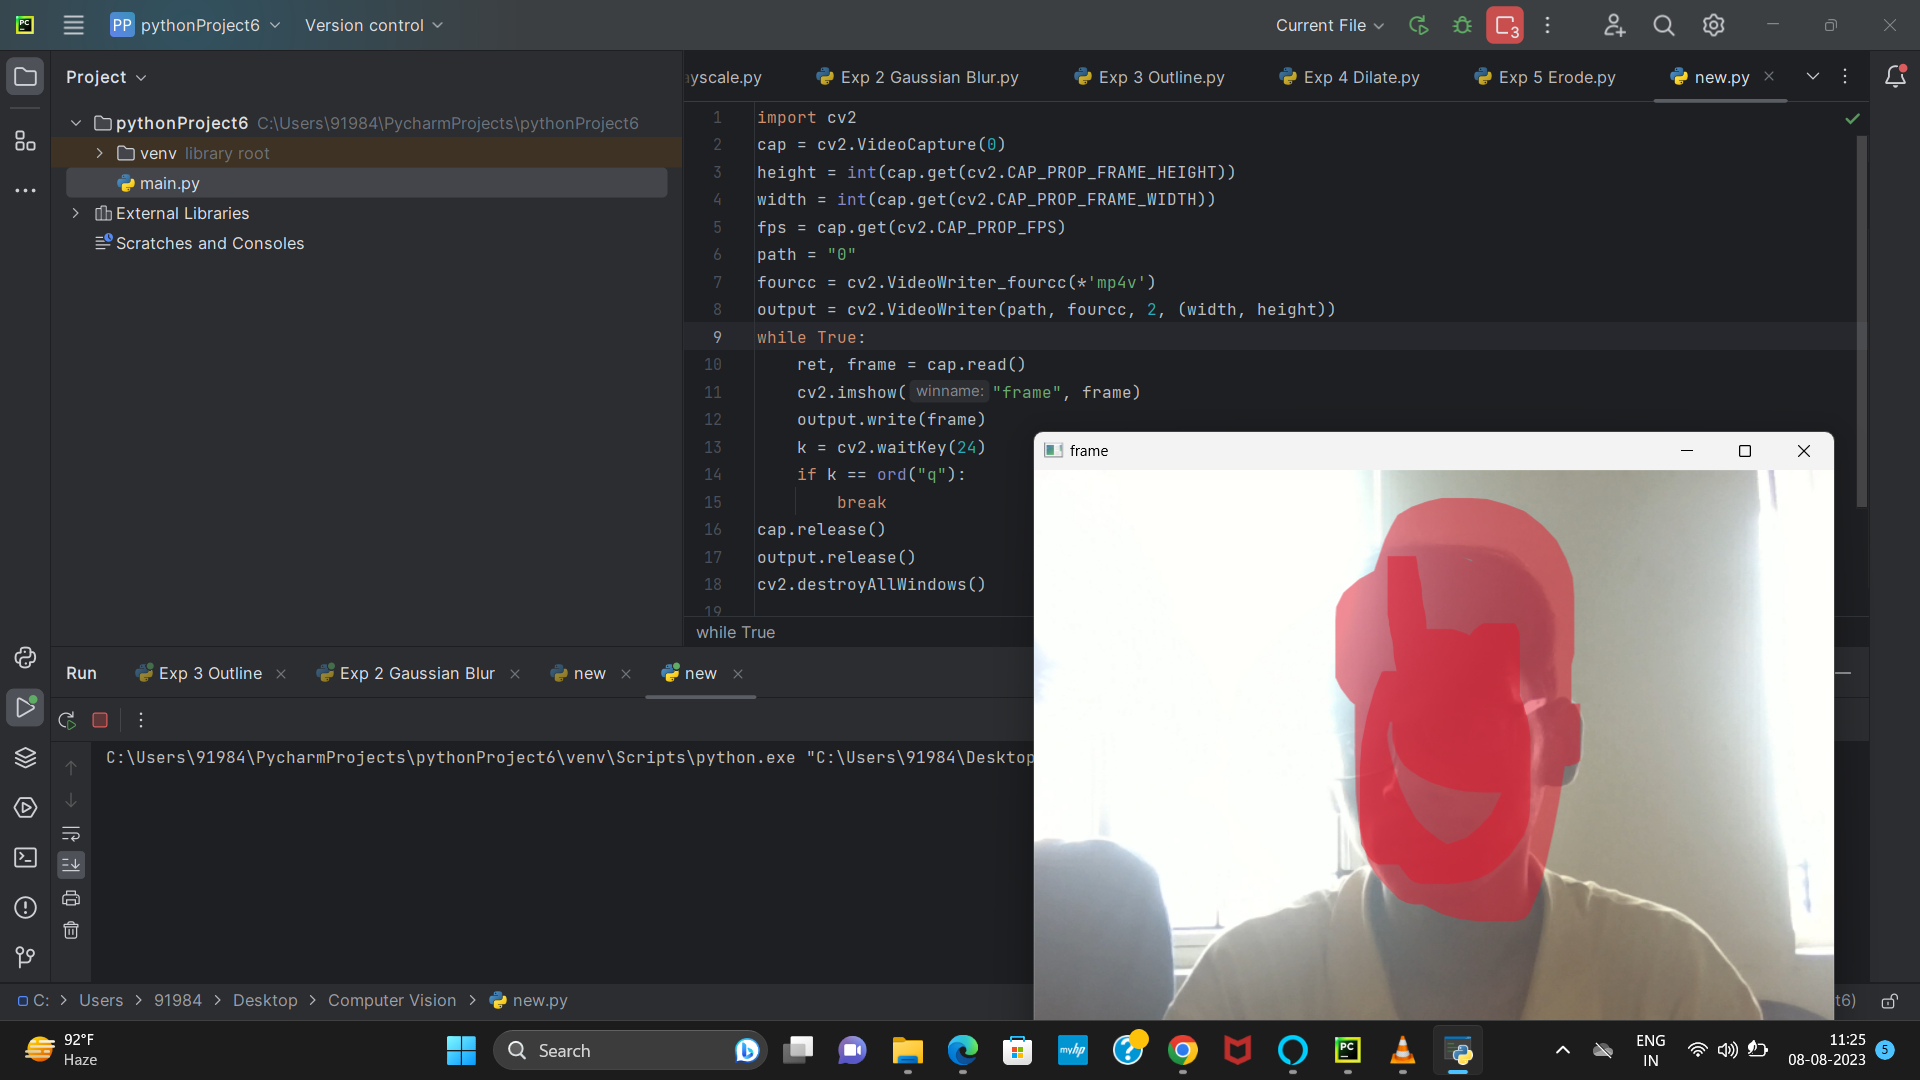 PP pythonProject6 Version control Current File 3
Project
yscale.py Exp 2 Gaussian Blur.py Exp 3 Outline.py Exp 4 Dilate.py Exp 5 Erode.py new.py
pythonProject6 C:\Users\91984\PycharmProjects\pythonProject6
venv library root
main.py
External Libraries
Scratches and Consoles
1 import cv2
2 cap = cv2.VideoCapture(0)
3 height = int(cap.get(cv2.CAP_PROP_FRAME_HEIGHT))
4 width = int(cap.get(cv2.CAP_PROP_FRAME_WIDTH))
5 fps = cap.get(cv2.CAP_PROP_FPS)
6 path = "0"
7 fourcc = cv2.VideoWriter_fourcc(*'mp4v')
8 output = cv2.VideoWriter(path, fourcc, 2, (width, height))
9 while True:
10 ret, frame = cap.read()
11 cv2.imshow( winname: "frame", frame)
12 output.write(frame)
13 k = cv2.waitKey(24)
14 if k == ord("q"):
15 break
16 cap.release()
17 output.release()
18 cv2.destroyAllWindows()
19
while True
frame
Run Exp 3 Outline Exp 2 Gaussian Blur new new
C:\Users\91984\PycharmProjects\pythonProject6\venv\Scripts\python.exe "C:\Users\91984\Desktop
C: > Users > 91984 > Desktop > Computer Vision > new.py t6)
92°F
Haze
Search
myhp
PC
ENG
IN
11:25
08-08-2023
5